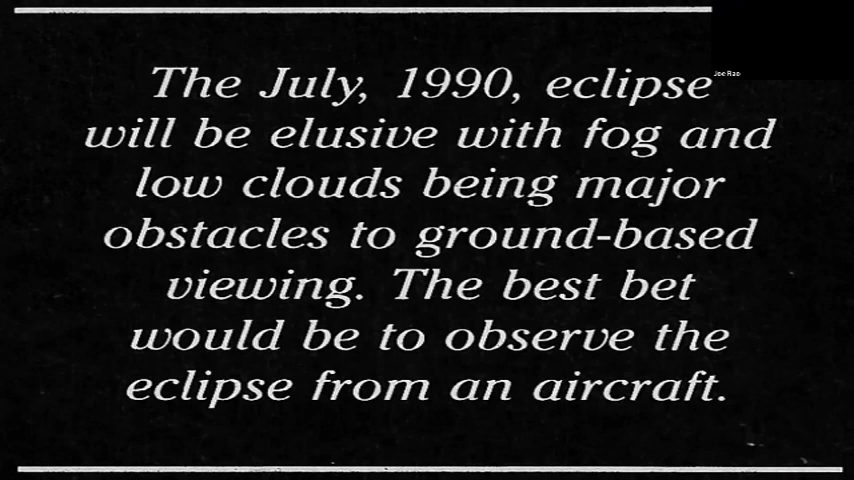 Joe Rao
The July, 1990, eclipse
will be elusive with fog and
low clouds being major
obstacles to ground-based
viewing. The best bet
would be to observe the
eclipse from an aircraft.